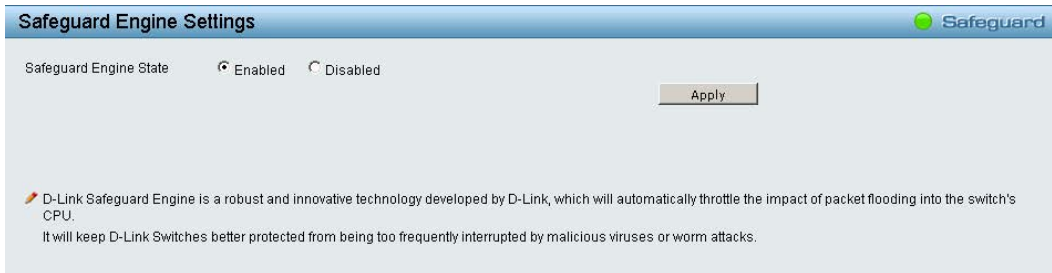 Safeguard Engine Settings
Safeguard
Safeguard Engine State Enabled Disabled
Apply
D-Link Safeguard Engine is a robust and innovative technology developed by D-Link, which will automatically throttle the impact of packet flooding into the switch's
CPU.
It will keep D-Link Switches better protected from being too frequently interrupted by malicious viruses or worm attacks.